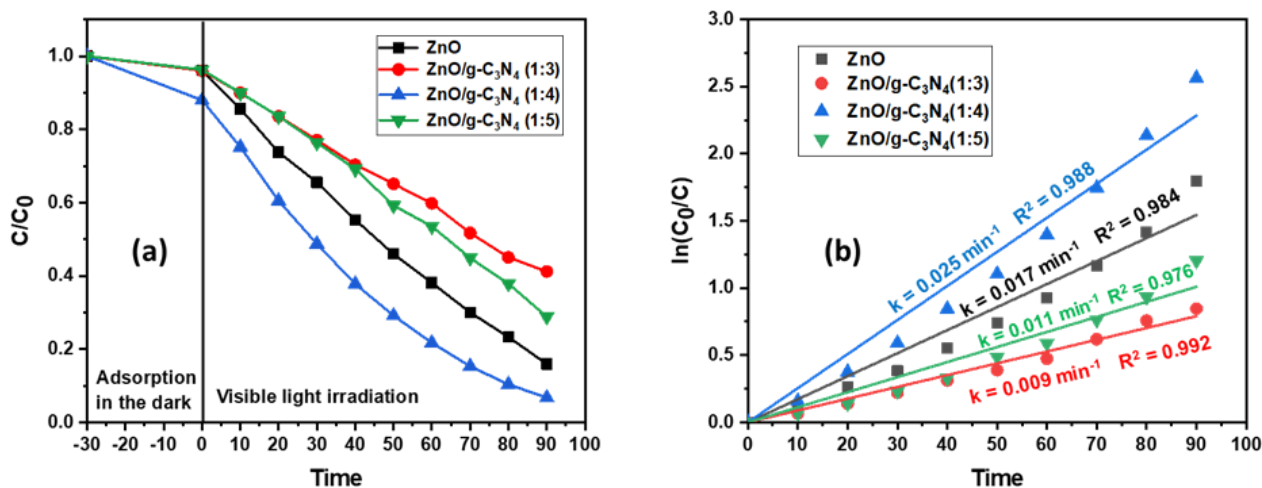 ZnO
ZnO/g-C₃N₄ (1:3)
ZnO/g-C₃N₄ (1:4)
ZnO/g-C₃N₄ (1:5)
1.0
0.8
0.6
0.4
0.2
0.0
C/C₀
(a)
Adsorption
in the dark
Visible light irradiation
-30 -20 -10 0 10 20 30 40 50 60 70 80 90 100
Time
3.0
2.5
2.0
1.5
1.0
0.5
0.0
ln(C₀/C)
ZnO
ZnO/g-C₃N₄(1:3)
ZnO/g-C₃N₄(1:4)
ZnO/g-C₃N₄(1:5)
k = 0.025 min⁻¹ R² = 0.988
k = 0.017 min⁻¹ R² = 0.984
k = 0.011 min⁻¹ R² = 0.976
k = 0.009 min⁻¹ R² = 0.992
(b)
0 10 20 30 40 50 60 70 80 90 100
Time